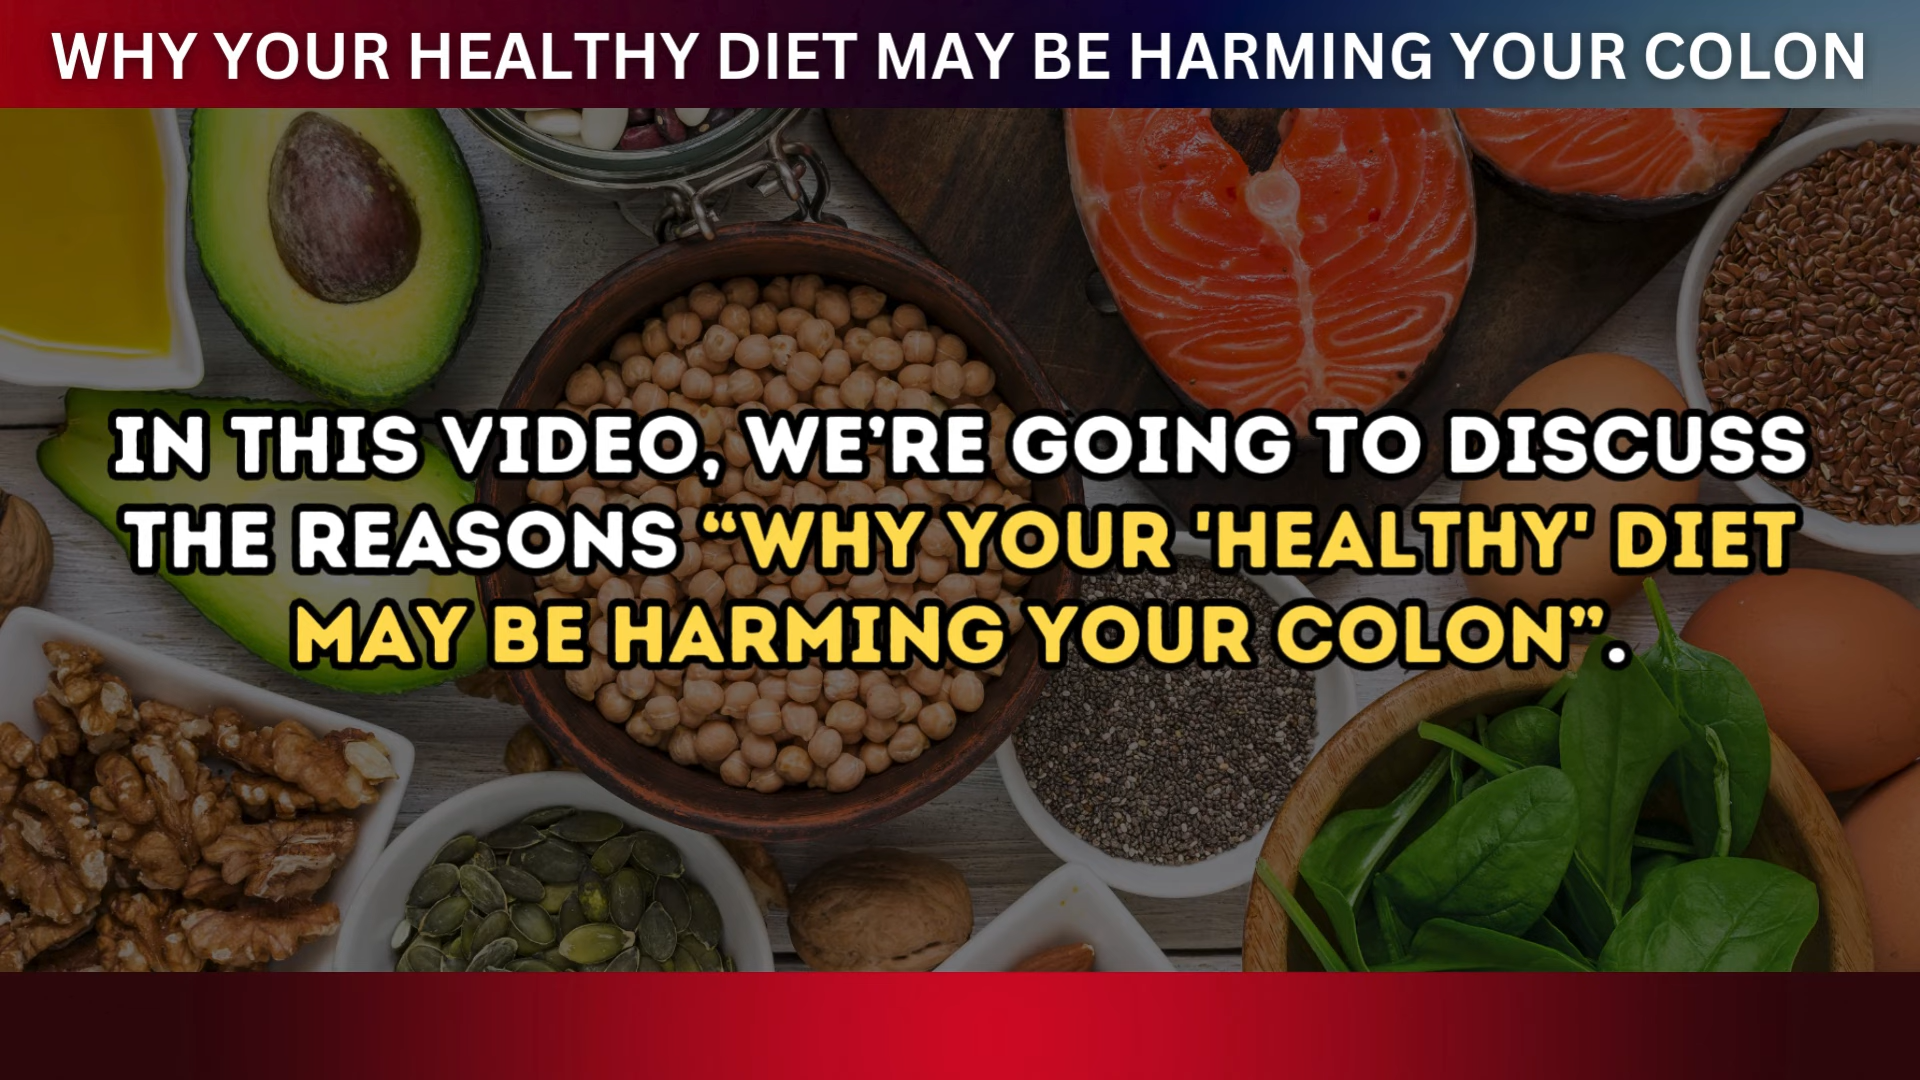 WHY YOUR HEALTHY DIET MAY BE HARMING YOUR COLON
IN THIS VIDEO, WE’RE GOING TO DISCUSS
THE REASONS “WHY YOUR 'HEALTHY' DIET
MAY BE HARMING YOUR COLON”.